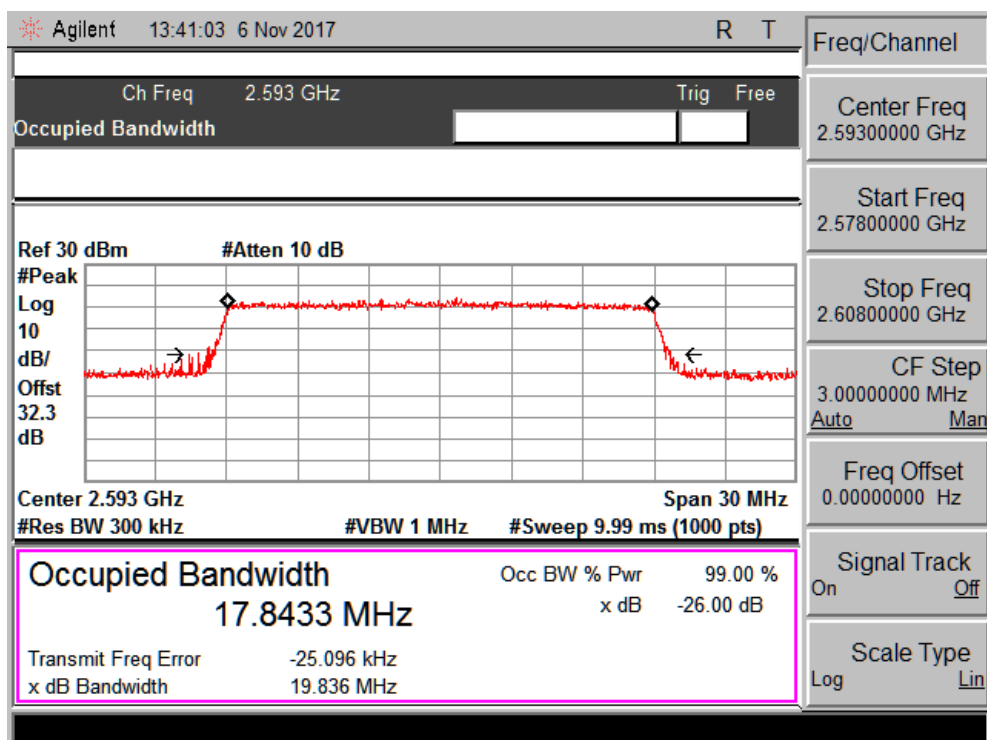 Agilent 13:41:03 6 Nov 2017 R T
Ch Freq 2.593 GHz Trig Free
Occupied Bandwidth
Ref 30 dBm #Atten 10 dB
#Peak
Log
10
dB/
Offst
32.3
dB
Center 2.593 GHz Span 30 MHz
#Res BW 300 kHz #VBW 1 MHz #Sweep 9.99 ms (1000 pts)
Occupied Bandwidth Occ BW % Pwr 99.00 %
17.8433 MHz x dB -26.00 dB
Transmit Freq Error -25.096 kHz
x dB Bandwidth 19.836 MHz
Freq/Channel
Center Freq
2.59300000 GHz
Start Freq
2.57800000 GHz
Stop Freq
2.60800000 GHz
CF Step
3.00000000 MHz
Auto Man
Freq Offset
0.00000000 Hz
Signal Track
On Off
Scale Type
Log Lin